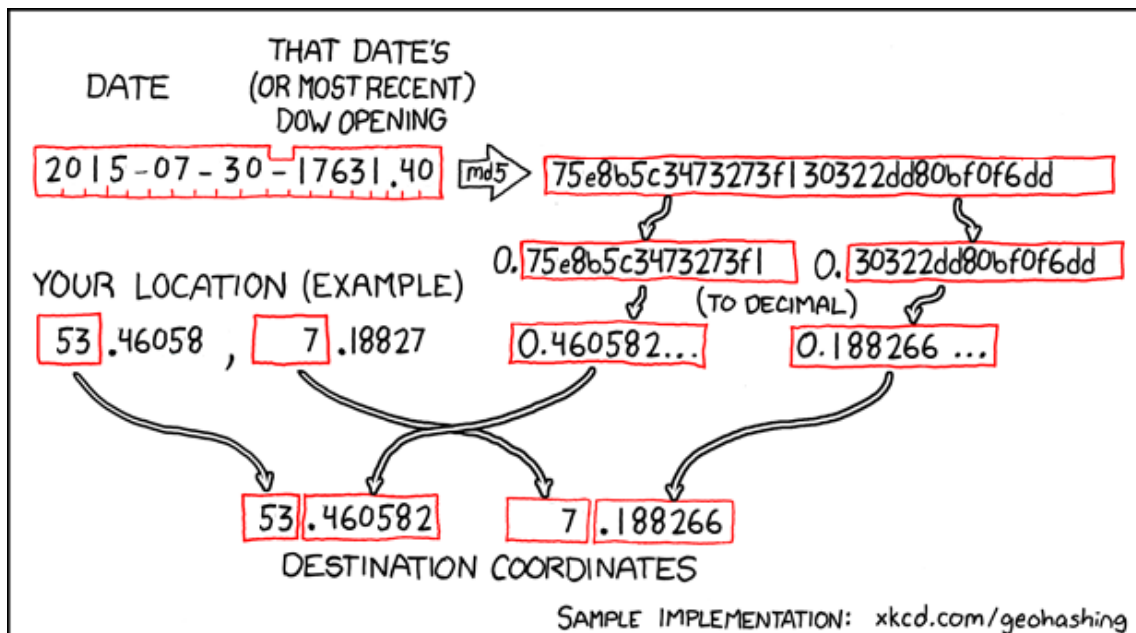 DATE
THAT DATE'S
(OR MOST RECENT)
DOW OPENING
2015-07-30-17631.40
md5
75e8b5c3473273f130322dd80bf0f6dd
0.75e8b5c3473273f1
0.30322dd80bf0f6dd
YOUR LOCATION (EXAMPLE)
(TO DECIMAL)
53.46058, 7.18827
0.460582...
0.188266...
53.460582
7.188266
DESTINATION COORDINATES
SAMPLE IMPLEMENTATION: xkcd.com/geohashing